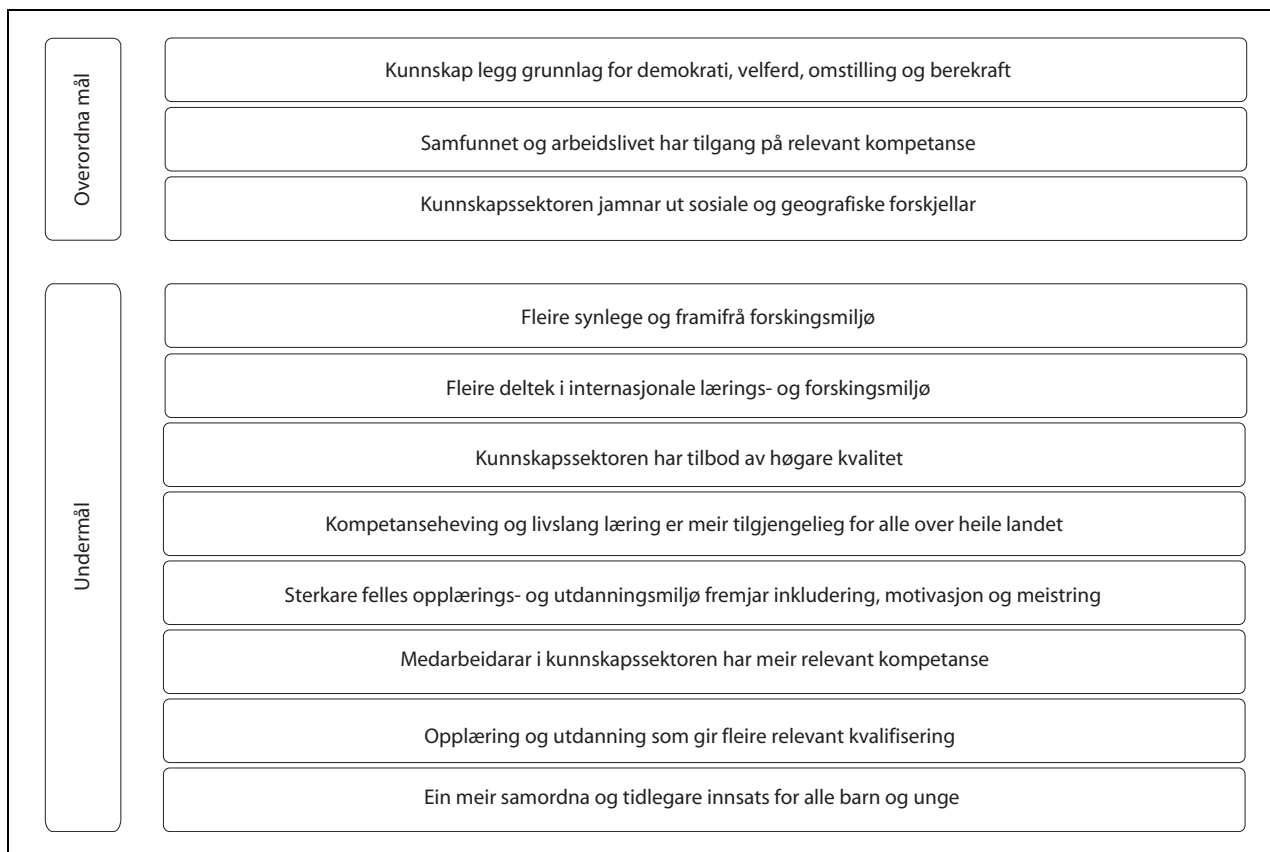 Overordna mål
Kunnskap legg grunnlag for demokrati, velferd, omstilling og berekraft
Samfunnet og arbeidslivet har tilgang på relevant kompetanse
Kunnskapssektoren jamnar ut sosiale og geografiske forskjellar
Undermål
Fleire synlege og framifrå forskingsmiljø
Fleire deltek i internasjonale lærings- og forskingsmiljø
Kunnskapssektoren har tilbod av høgare kvalitet
Kompetanseheving og livslang læring er meir tilgjengelieg for alle over heile landet
Sterkare felles opplærings- og utdanningsmiljø fremjar inkludering, motivasjon og meistring
Medarbeidarar i kunnskapssektoren har meir relevant kompetanse
Opplæring og utdanning som gir fleire relevant kvalifisering
Ein meir samordna og tidlegare innsats for alle barn og unge